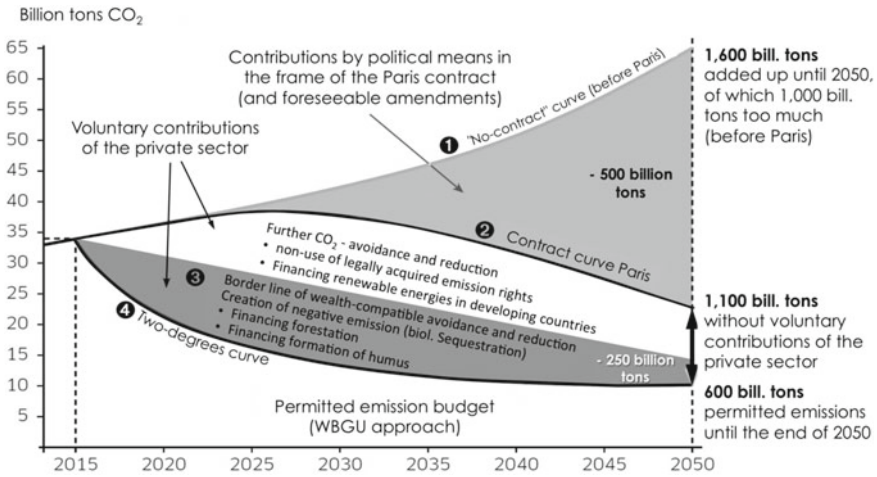 Billion tons CO₂
65
60
55
50
45
40
35
30
25
20
15
10
5
2015
2020
2025
2030
2035
2040
2045
2050
Contributions by political means in
the frame of the Paris contract
(and foreseeable amendments)
Voluntary contributions
of the private sector
1 "No-contract" curve (before Paris)
- 500 billion
tons
2 Contract curve Paris
Further CO₂ - avoidance and reduction
• non-use of legally acquired emission rights
• Financing renewable energies in developing countries
3
Border line of wealth-compatible avoidance and reduction
Creation of negative emission (biol. Sequestration)
• Financing forestation
• Financing formation of humus
- 250 billion
tons
4 Two-degrees curve
Permitted emission budget
(WBGU approach)
1,600 bill. tons
added up until 2050,
of which 1,000 bill.
tons too much
(before Paris)
1,100 bill. tons
without voluntary
contributions of the
private sector
600 bill. tons
permitted emissions
until the end of 2050